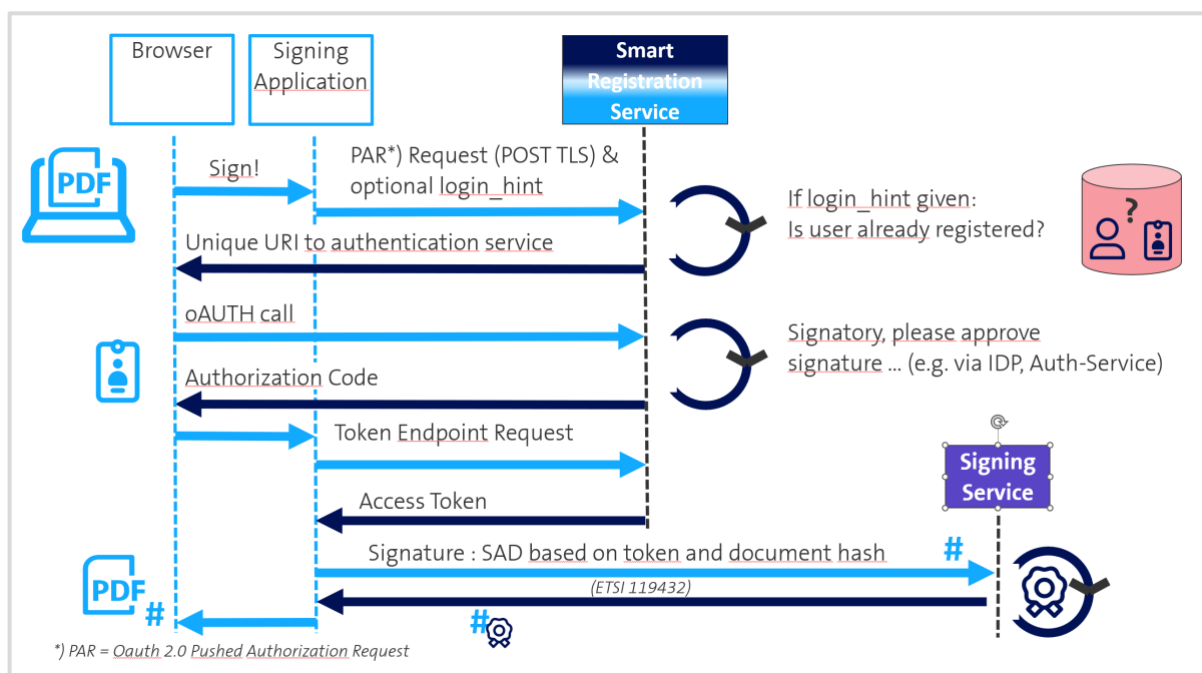 Browser
Signing
Application
Smart
Registration
Service
PDF
Sign!
PAR*) Request (POST TLS) &
optional login_hint
If login_hint given:
Is user already registered?
?
Unique URI to authentication service
oAUTH call
Signatory, please approve
signature ... (e.g. via IDP, Auth-Service)
Authorization Code
Token Endpoint Request
Signing
Service
Access Token
Signature : SAD based on token and document hash
#
(ETSI 119432)
PDF
#
#
*) PAR = Oauth 2.0 Pushed Authorization Request